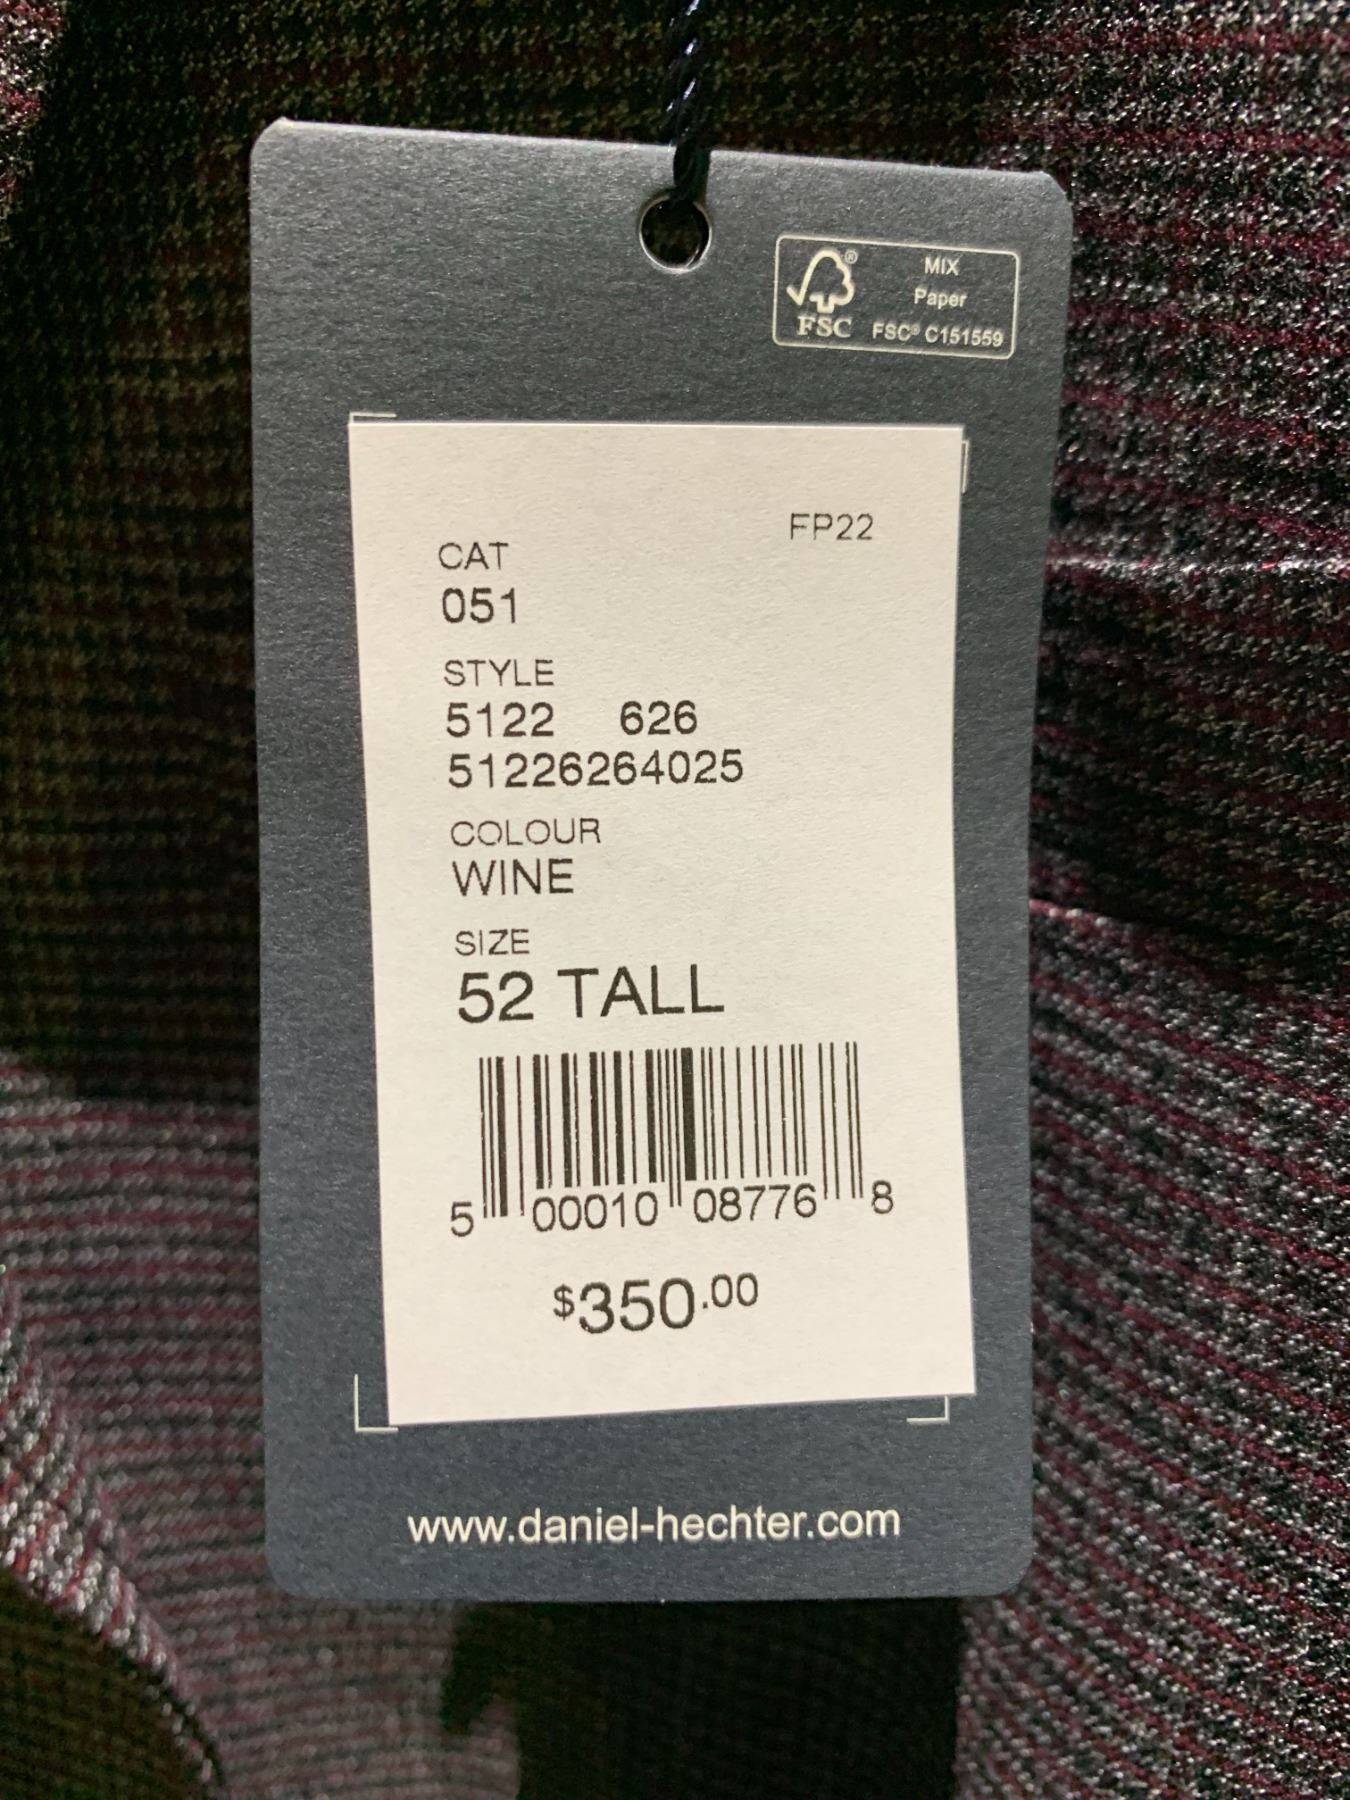 MIX
Paper
FSC® C151559
®
FSC
FP22
CAT
051
STYLE
5122 626
51226264025
COLOUR
WINE
SIZE
52 TALL
5 00010 08776 8
$350.00
www.daniel-hechter.com